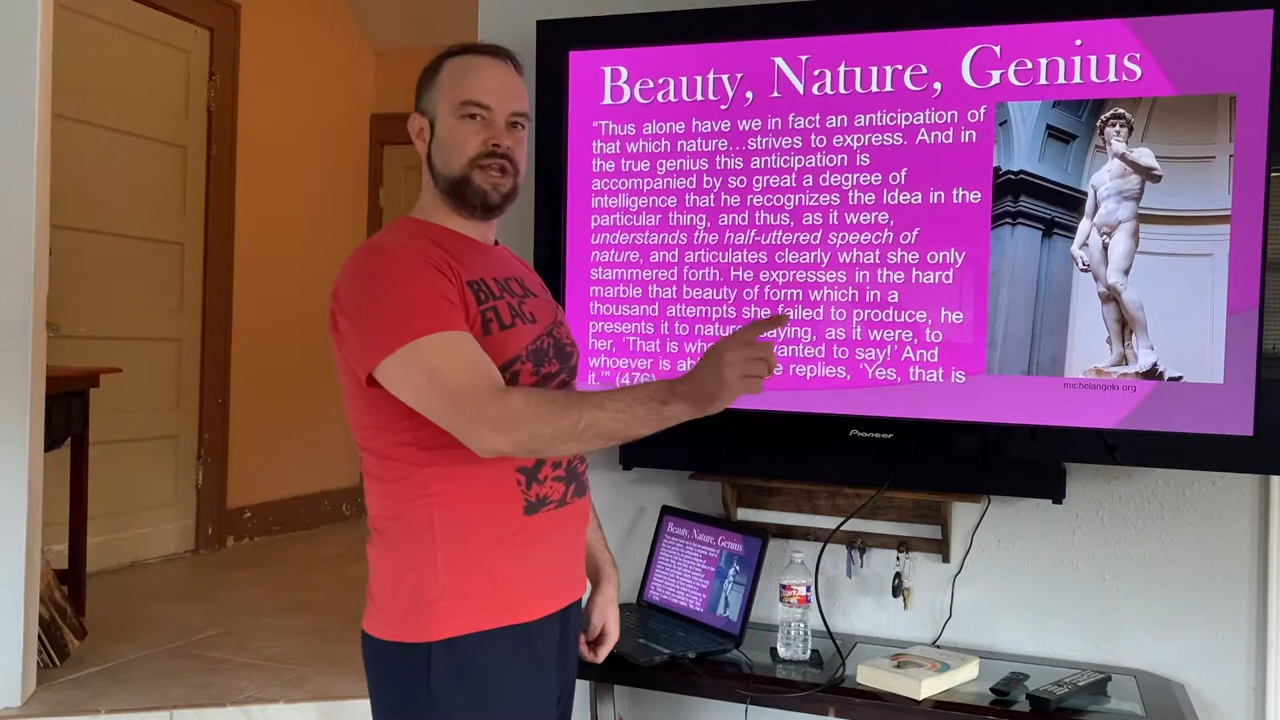 Beauty, Nature, Genius
“Thus alone have we in fact an anticipation of
that which nature…strives to express. And in
the true genius this anticipation is
accompanied by so great a degree of
intelligence that he recognizes the Idea in the
particular thing, and thus, as it were,
understands the half-uttered speech of
nature, and articulates clearly what she only
stammered forth. He expresses in the hard
marble that beauty of form which in a
thousand attempts she failed to produce, he
presents it to nature saying, as it were, to
her, ‘That is wanted to say!’ And
whoever is replies, ‘Yes, that is
it.’” (476)
michelangelo.org
Pioneer
BLACK
FLAG
Beauty, Nature, Genius
Ozarka